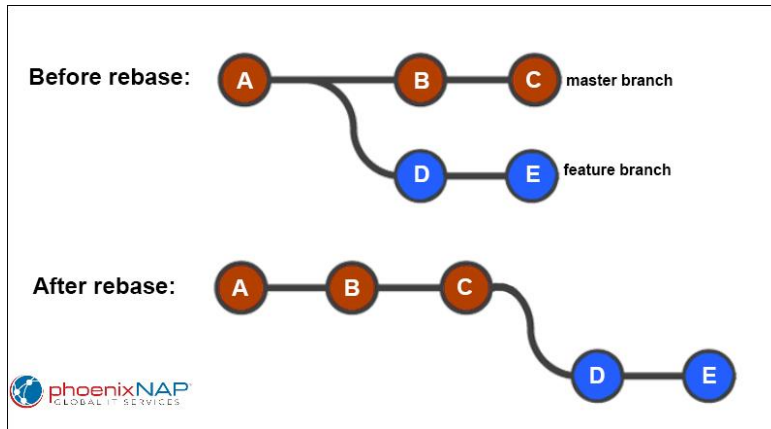 Before rebase:
A
B
C
master branch
D
E
feature branch
After rebase:
A
B
C
D
E
phoenixNAP
GLOBAL IT SERVICES